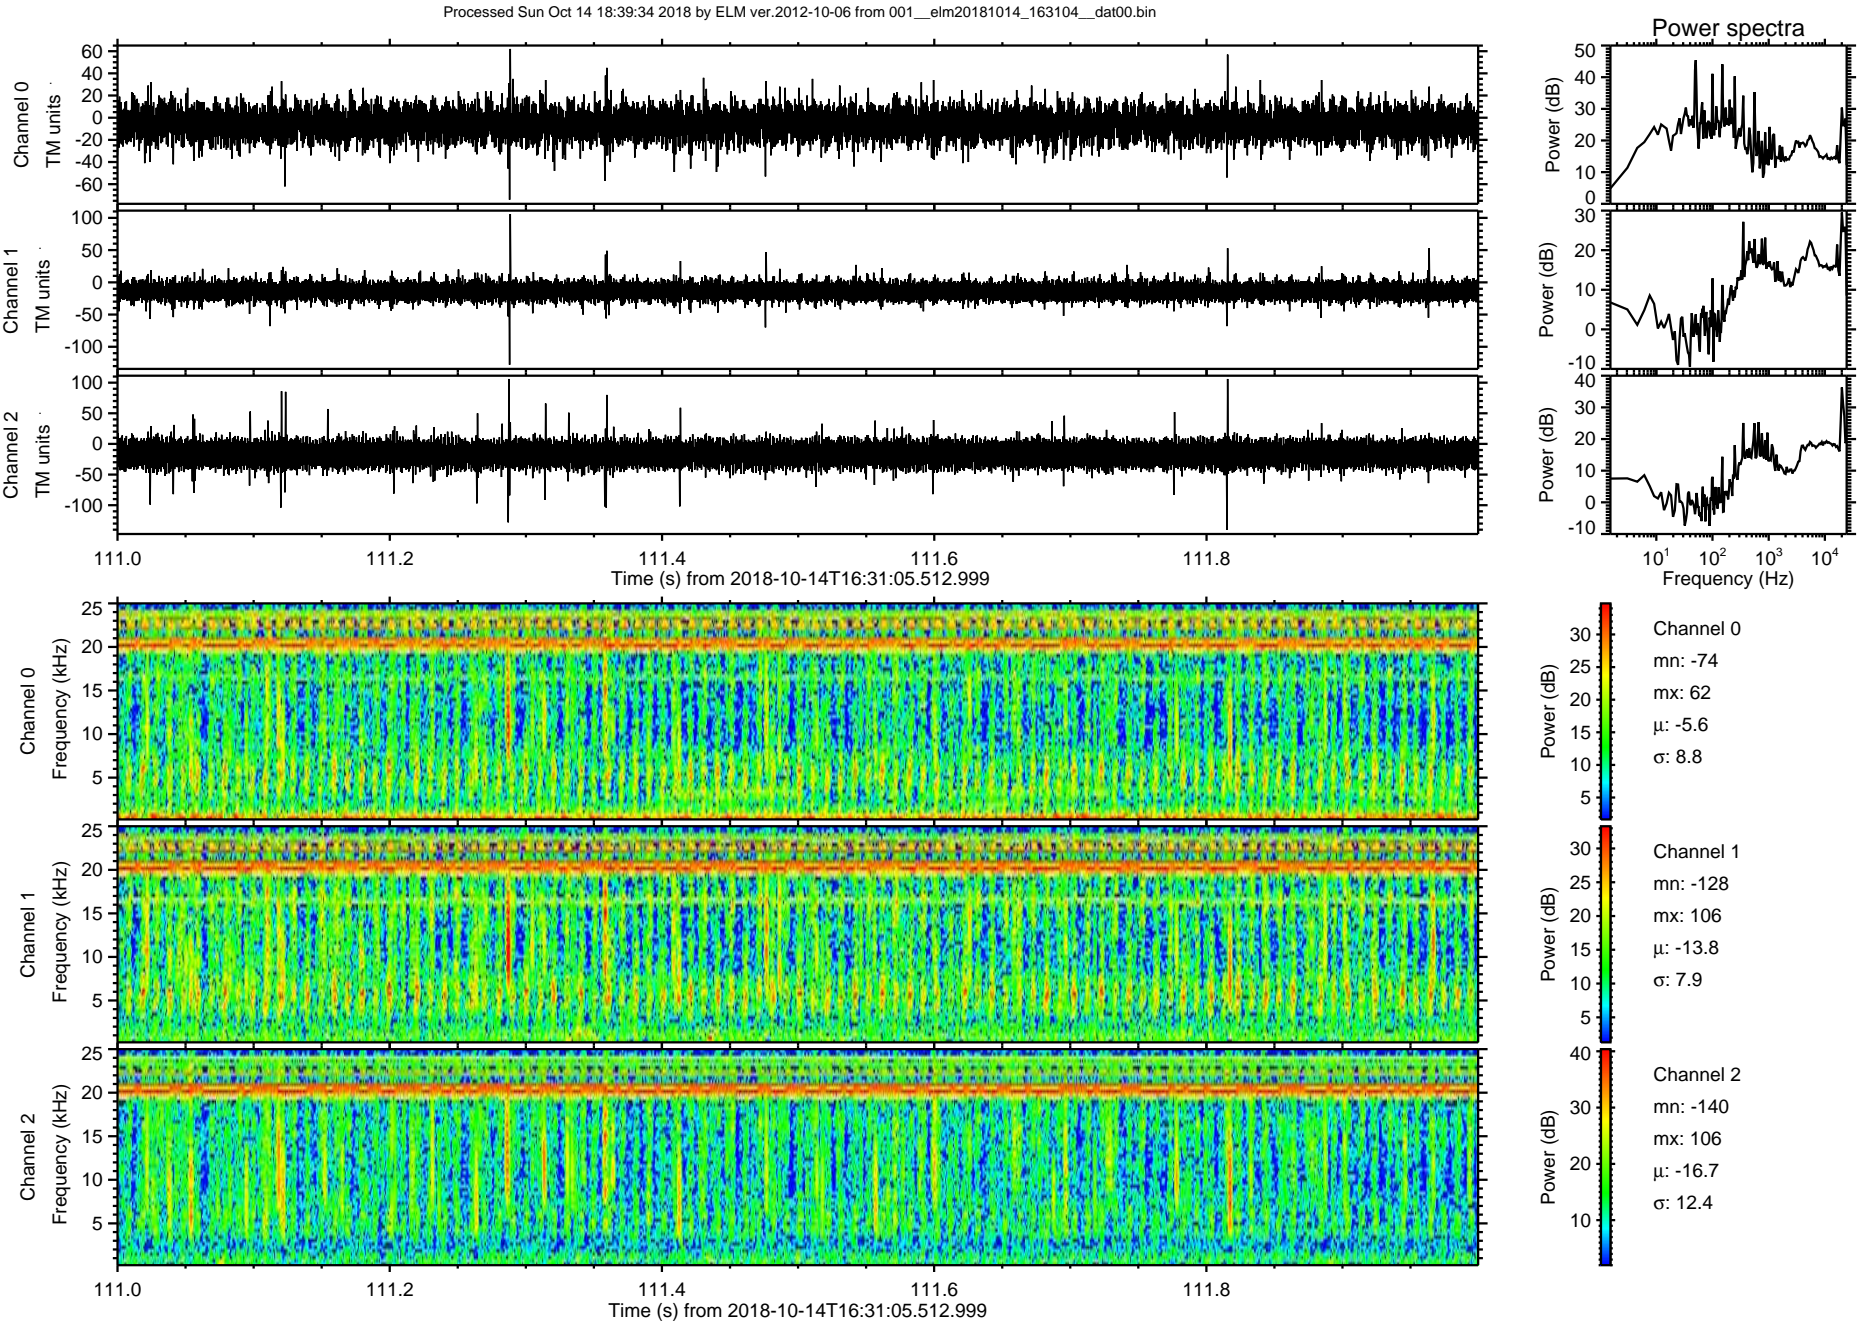 Processed Sun Oct 14 18:39:34 2018 by ELM ver.2012-10-06 from 001__elm20181014_163104__dat00.bin
Power spectra
Channel 0
TM units
60
40
20
0
-20
-40
-60
Power (dB)
50
40
30
20
10
0
Channel 1
TM units
100
50
0
-50
-100
Power (dB)
30
20
10
0
-10
Channel 2
TM units
100
50
0
-50
-100
Power (dB)
40
30
20
10
0
-10
111.0 111.2 111.4 111.6 111.8
Time (s) from 2018-10-14T16:31:05.512.999
10^1 10^2 10^3 10^4
Frequency (Hz)
Channel 0
Frequency (kHz)
25
20
15
10
5
Power (dB)
30
25
20
15
10
5
Channel 0
mn: -74
mx: 62
μ: -5.6
σ: 8.8
Channel 1
Frequency (kHz)
25
20
15
10
5
Power (dB)
30
25
20
15
10
5
Channel 1
mn: -128
mx: 106
μ: -13.8
σ: 7.9
Channel 2
Frequency (kHz)
25
20
15
10
5
Power (dB)
40
30
20
10
Channel 2
mn: -140
mx: 106
μ: -16.7
σ: 12.4
111.0 111.2 111.4 111.6 111.8
Time (s) from 2018-10-14T16:31:05.512.999